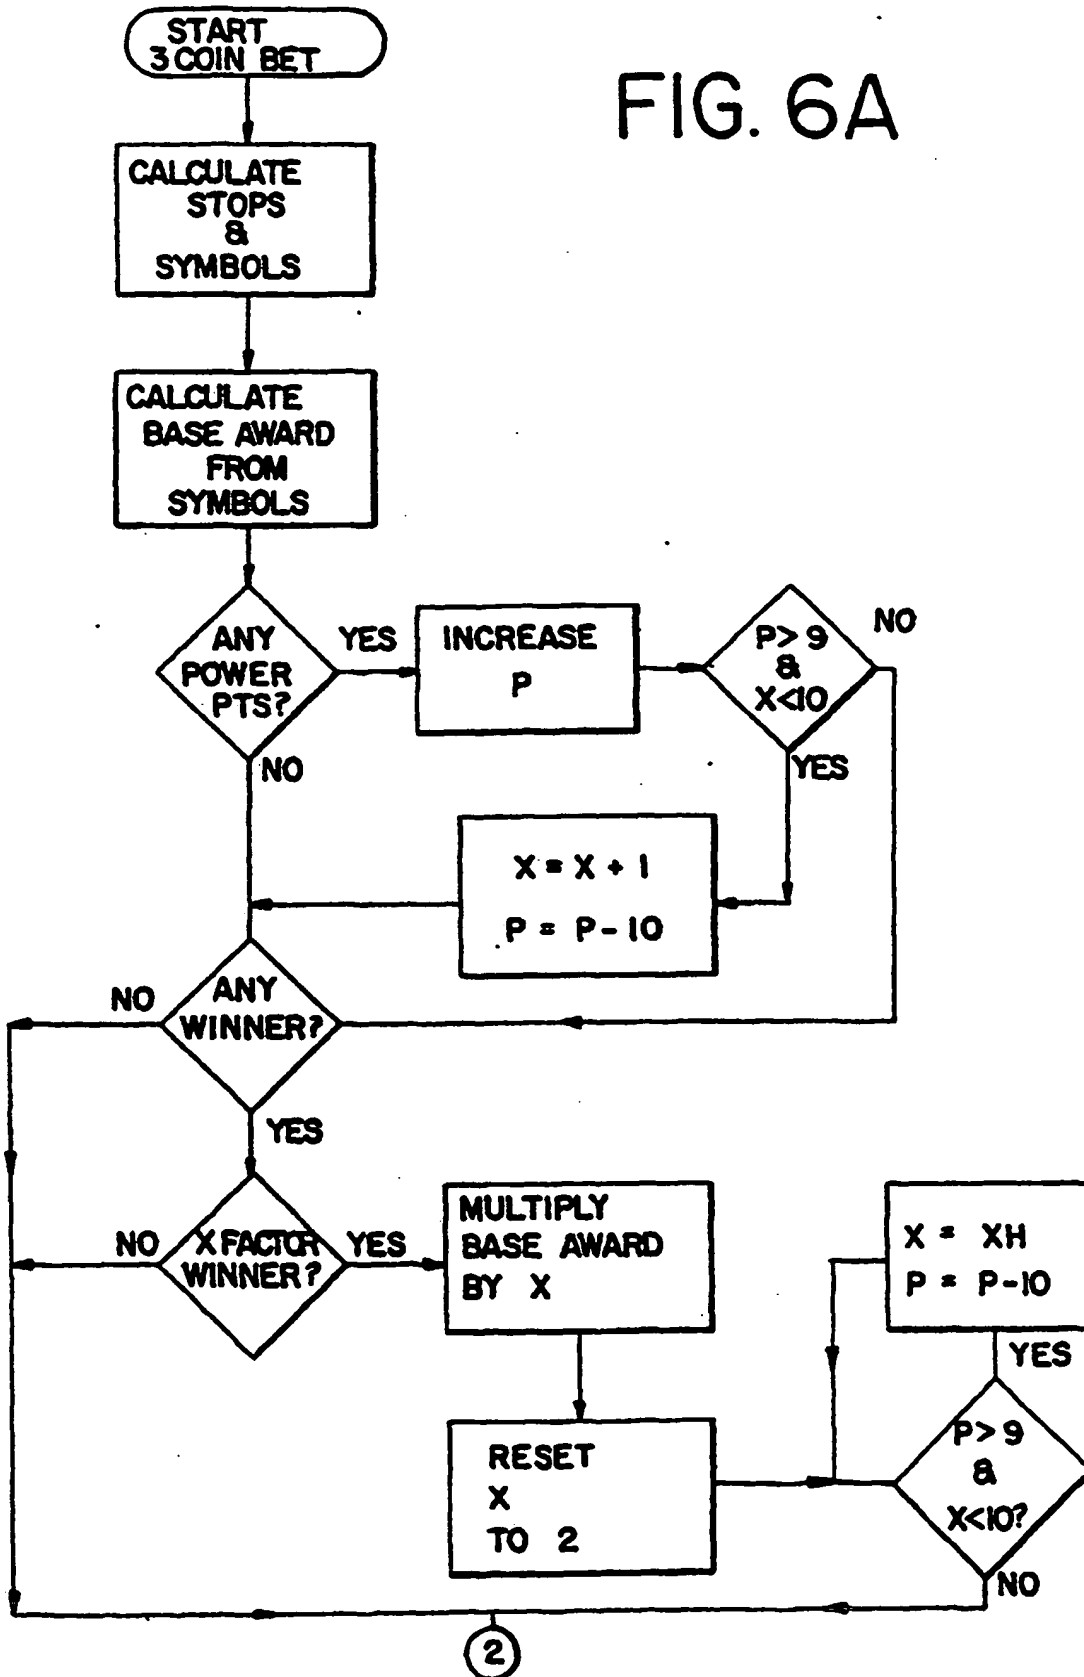 START
3 COIN BET
FIG. 6A
CALCULATE
STOPS
&
SYMBOLS
CALCULATE
BASE AWARD
FROM
SYMBOLS
ANY
POWER
PTS?
YES
INCREASE
P
P > 9
&
X<10
NO
YES
NO
X = X + 1
P = P - 10
ANY
WINNER?
NO
YES
X FACTOR
WINNER?
NO
YES
MULTIPLY
BASE AWARD
BY X
X = XH
P = P-10
YES
RESET
X
TO 2
P > 9
&
X<10?
NO
2